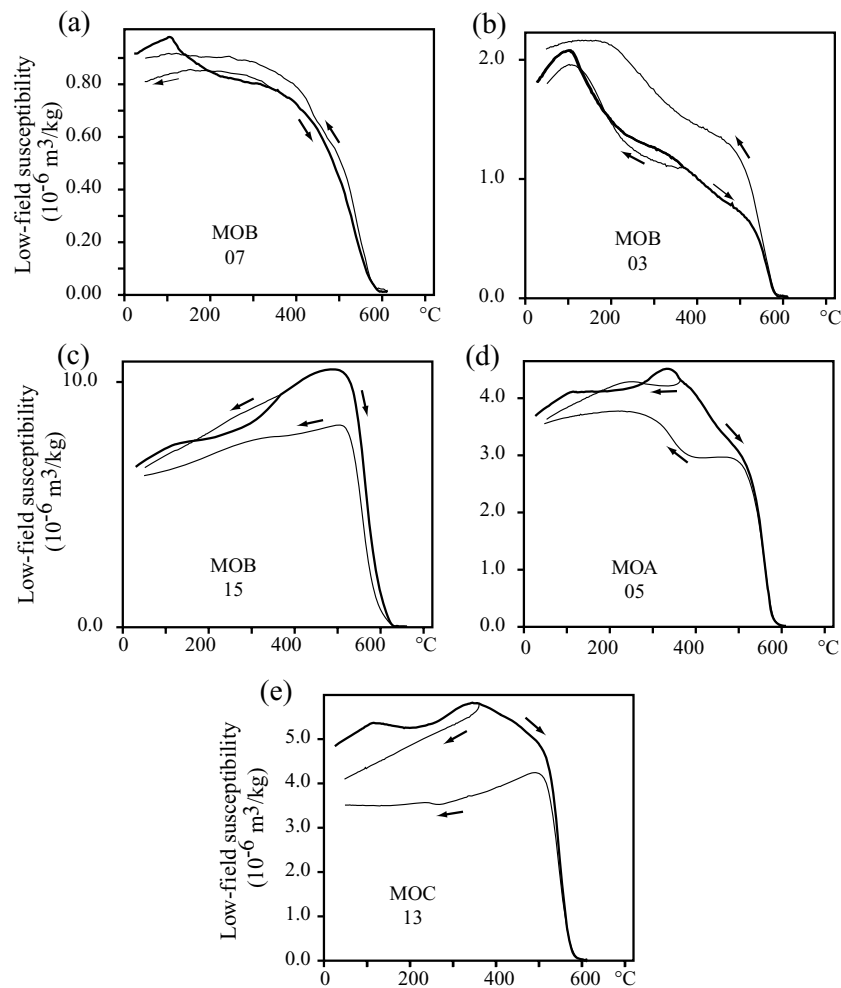 (a)
Low-field susceptibility
(10-6 m3/kg)
0.80
0.60
0.40
0.20
0.00
MOB
07
0 200 400 600 °C
(b)
2.0
1.0
0.0
MOB
03
0 200 400 600 °C
(c)
Low-field susceptibility
(10-6 m3/kg)
10.0
0.0
MOB
15
0 200 400 600 °C
(d)
4.0
3.0
2.0
1.0
0.0
MOA
05
0 200 400 600 °C
(e)
Low-field susceptibility
(10-6 m3/kg)
5.0
4.0
3.0
2.0
1.0
0.0
MOC
13
0 200 400 600 °C